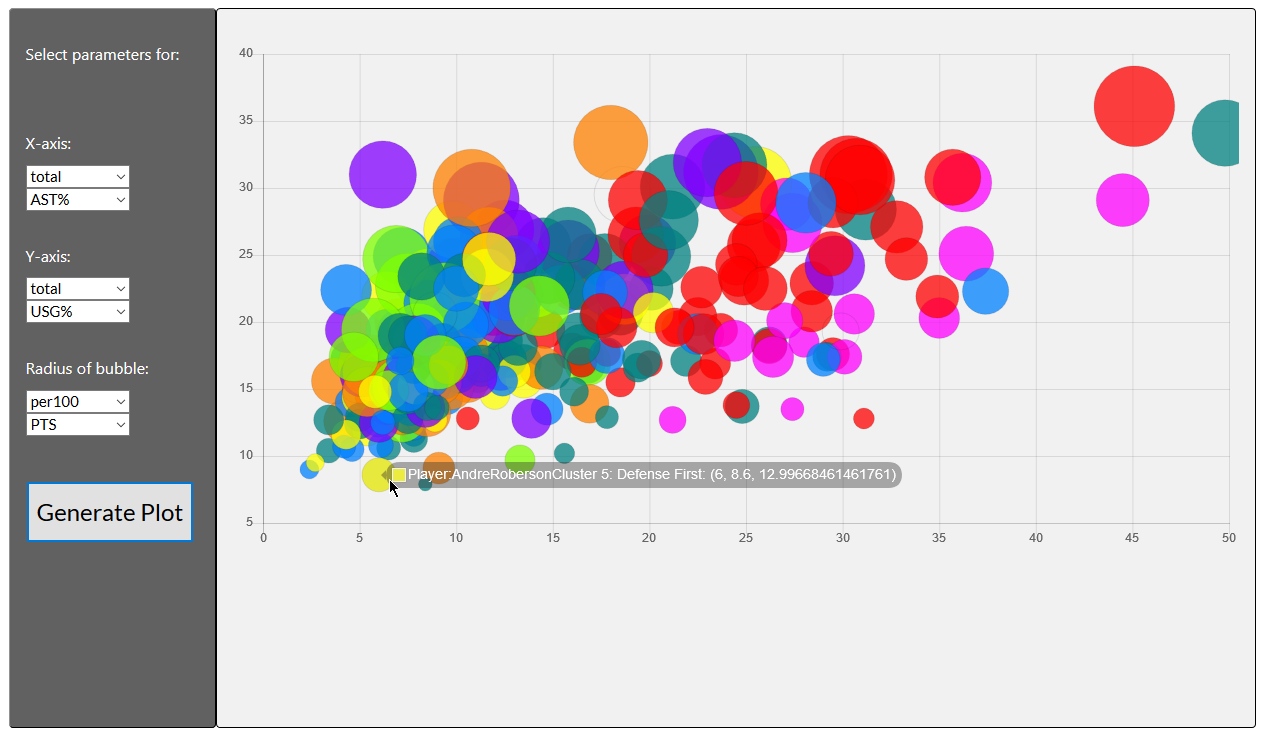 Select parameters for:
X-axis:
total
AST%
Y-axis:
total
USG%
Radius of bubble:
per100
PTS
Generate Plot
40
35
30
25
20
15
10
5
Player:AndreRobersonCluster 5: Defense First: (6, 8.6, 12.99668461461761)
0 5 10 15 20 25 30 35 40 45 50